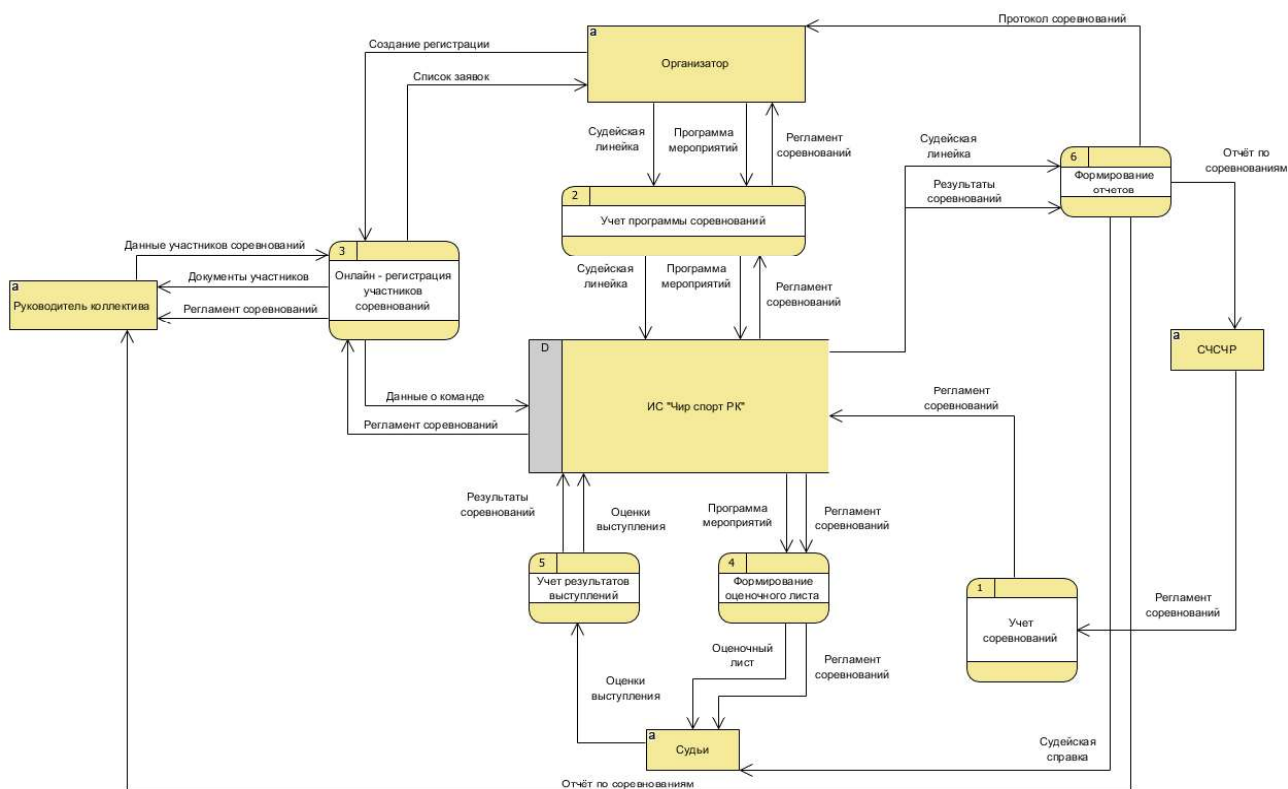 Протокол соревнований
Создание регистрации
a
Организатор
Список заявок
Судейская
линейка
Программа
мероприятий
Регламент
соревнований
Судейская
линейка
6
Формирование
отчетов
Отчёт по
соревнованиям
Результаты
соревнований
2
Учет программы соревнований
Данные участников соревнований
3
Онлайн - регистрация
участников
соревнований
Документы участников
a
Руководитель коллектива
Регламент соревнований
Судейская
линейка
Программа
мероприятий
Регламент
соревнований
a
СЧСЧР
D
ИС "Чир спорт РК"
Данные о команде
Регламент соревнований
Регламент
соревнований
Результаты
соревнований
Оценки
выступления
Программа
мероприятий
Регламент
соревнований
5
Учет результатов
выступлений
4
Формирование
оценочного листа
1
Учет
соревнований
Регламент
соревнований
Оценочный
лист
Регламент
соревнований
Оценки
выступления
a
Судьи
Судейская
справка
Отчёт по соревнованиям